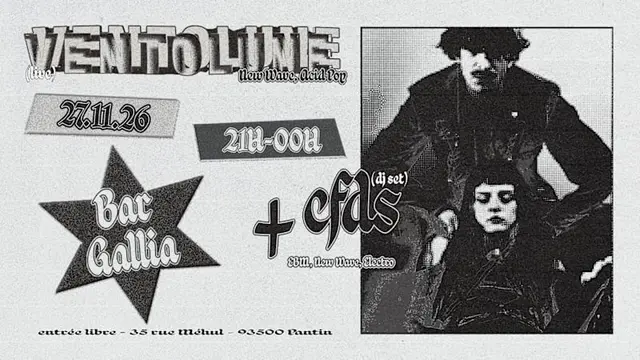 VENITOLUNE
(live)
New Wave, Acid Pop
27.11.26
21H-00H
Bar
Gallia
+ cfds
(dj set)
EBM, New Wave, Electro
entrée libre - 35 rue Méhul - 93500 Pantin